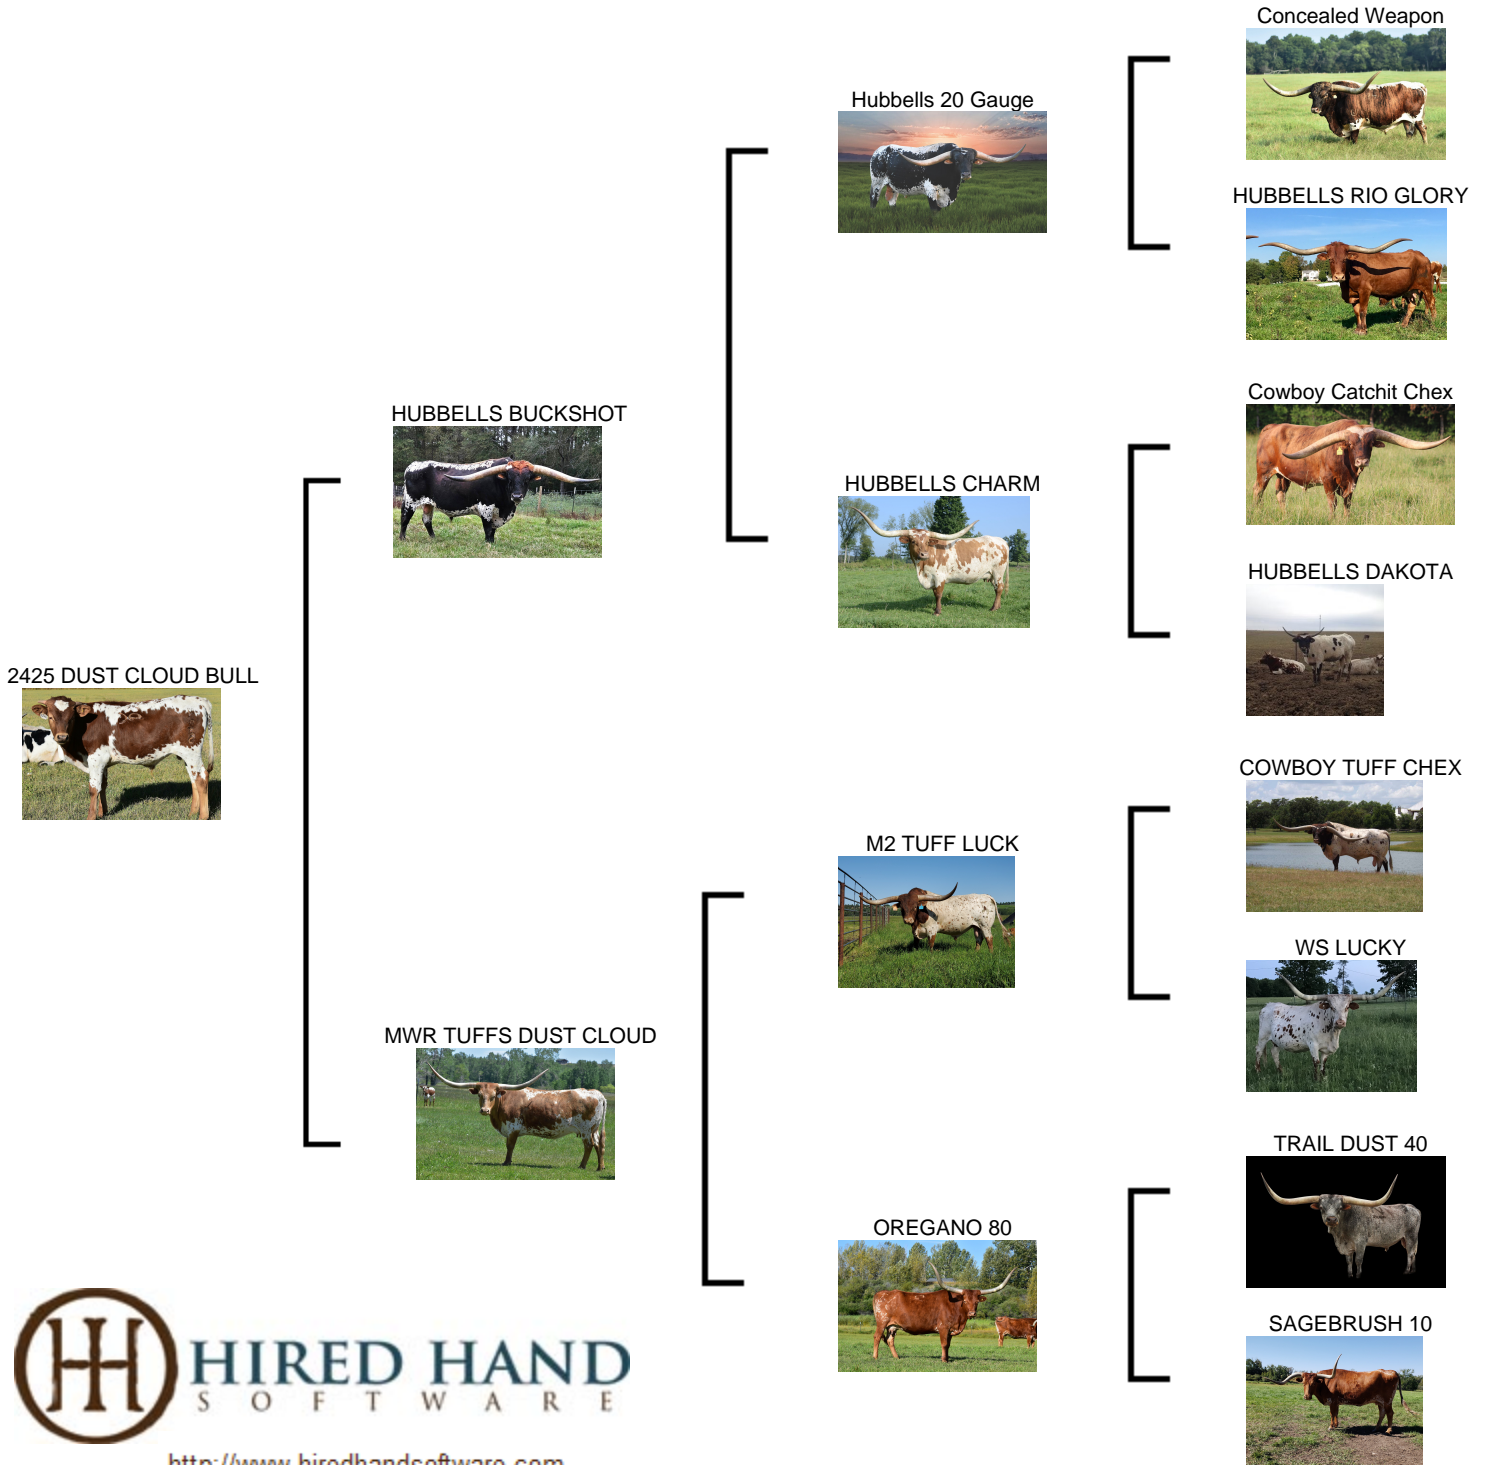 Concealed Weapon
Hubbells 20 Gauge
HUBBELLS RIO GLORY
Cowboy Catchit Chex
HUBBELLS BUCKSHOT
HUBBELLS CHARM
HUBBELLS DAKOTA
2425 DUST CLOUD BULL
COWBOY TUFF CHEX
M2 TUFF LUCK
WS LUCKY
MWR TUFFS DUST CLOUD
TRAIL DUST 40
OREGANO 80
SAGEBRUSH 10
HIRED HAND
SOFTWARE
http://www.hiredhandsoftware.com